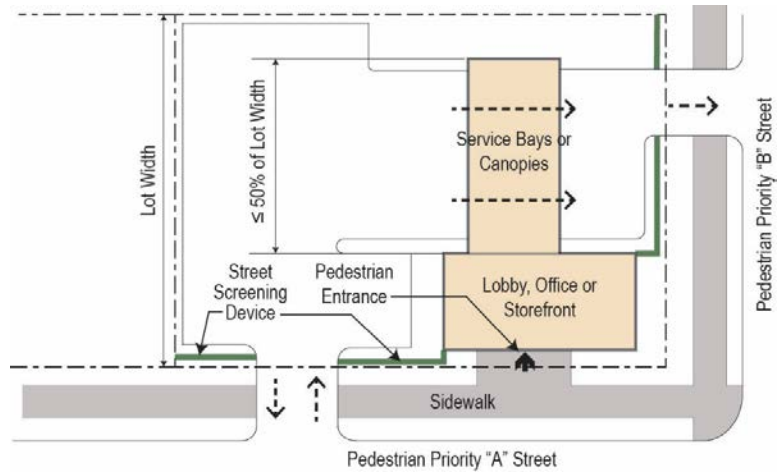 Lot Width
≤ 50% of Lot Width
Service Bays or
Canopies
Pedestrian Priority "B" Street
Street
Screening
Device
Pedestrian
Entrance
Lobby, Office or
Storefront
Sidewalk
Pedestrian Priority "A" Street